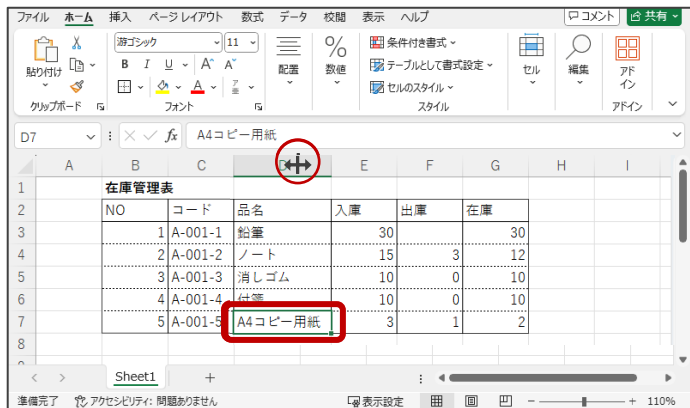 ファイル ホーム 挿入 ページ レイアウト 数式 データ 校閲 表示 ヘルプ コメント 共有
貼り付け
游ゴシック 11
B I U A A
A
配置
%
数値
条件付き書式
テーブルとして書式設定
セルのスタイル
セル
編集
アド
イン
クリップボード フォント スタイル アドイン
D7 fx A4コピー用紙
A B C E F G H I
1 在庫管理表
2 NO コード 品名 入庫 出庫 在庫
3 1 A-001-1 鉛筆 30 30
4 2 A-001-2 ノート 15 3 12
5 3 A-001-3 消しゴム 10 0 10
6 4 A-001-4 付箋 10 0 10
7 5 A-001-5 A4コピー用紙 3 1 2
8
Sheet1 +
準備完了 アクセシビリティ: 問題ありません 表示設定 110%